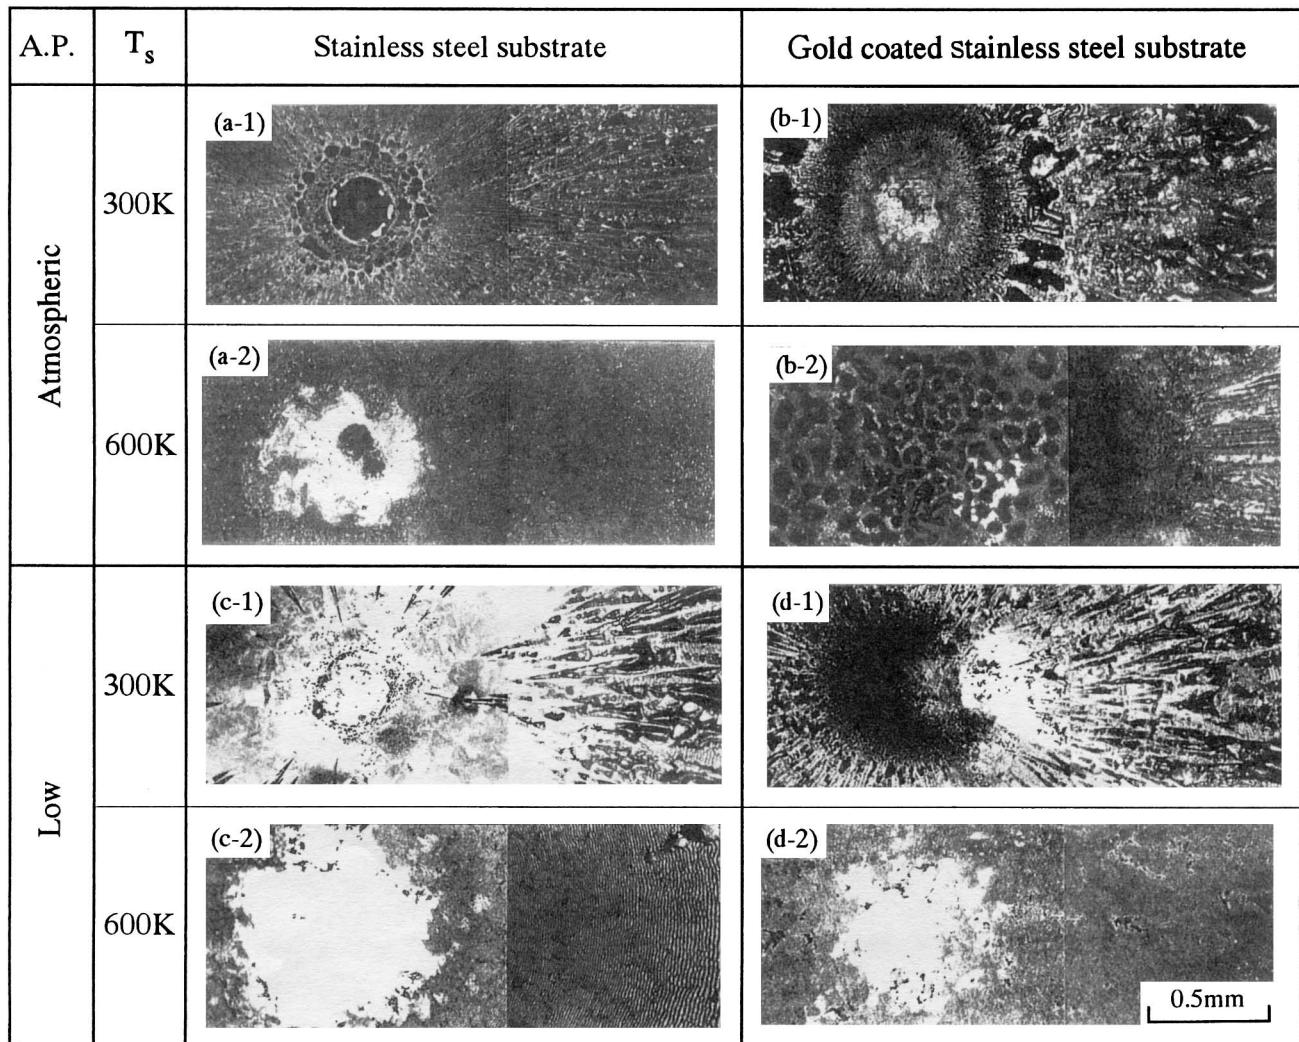 A.P.
T_s
Stainless steel substrate
Gold coated stainless steel substrate
Atmospheric
300K
(a-1)
(b-1)
600K
(a-2)
(b-2)
Low
300K
(c-1)
(d-1)
600K
(c-2)
(d-2)
0.5mm